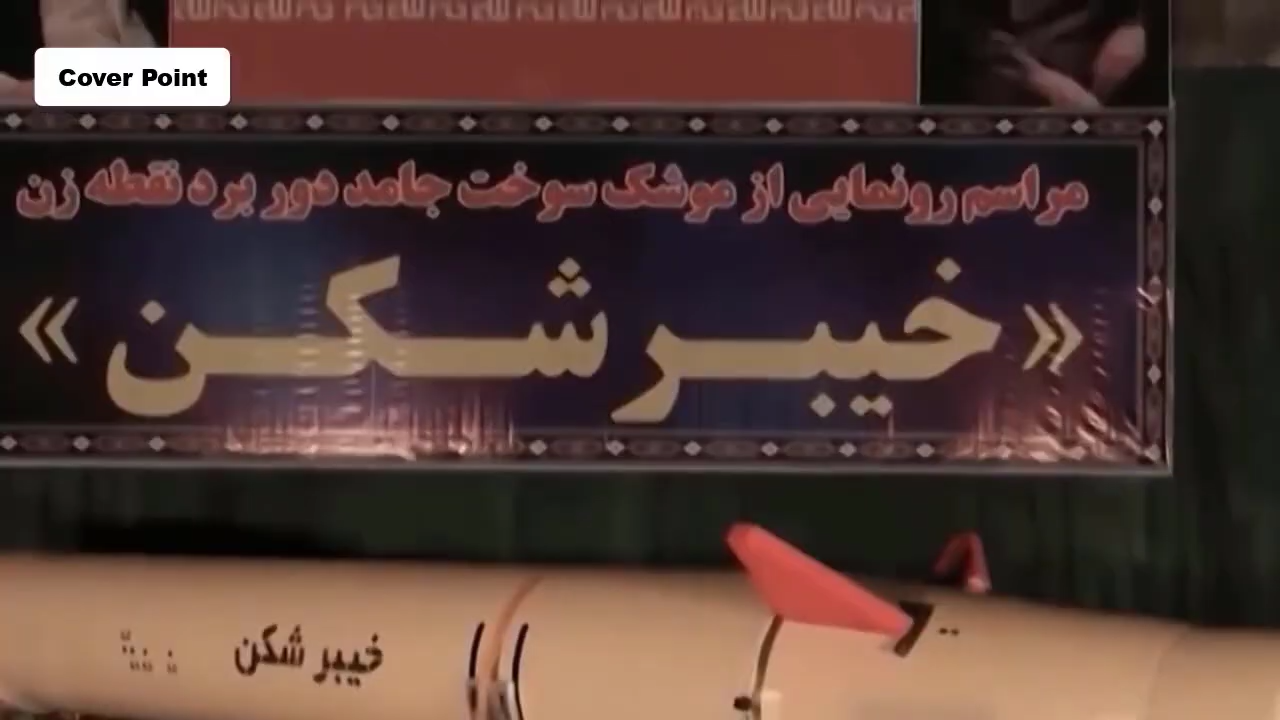 Cover Point
مراسم رونمایی از موشک سوخت جامد دور برد نقطه زن
«خیبر شکن»
خیبر شکن